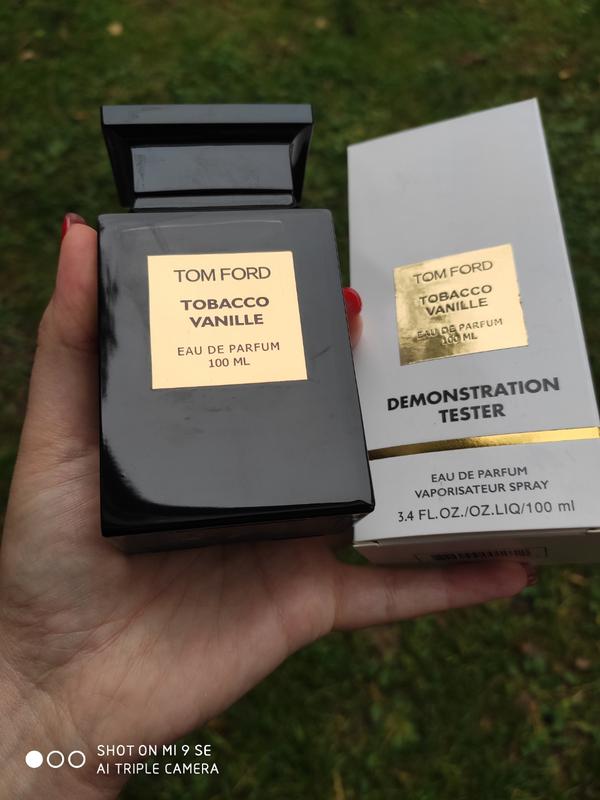 TOM FORD
TOBACCO
VANILLE
EAU DE PARFUM
100 ML
TOM FORD
TOBACCO
VANILLE
EAU DE PARFUM
100 ML
DEMONSTRATION
TESTER
EAU DE PARFUM
VAPORISATEUR SPRAY
3.4 FL.OZ./OZ.LIQ/100 ml
SHOT ON MI 9 SE
AI TRIPLE CAMERA